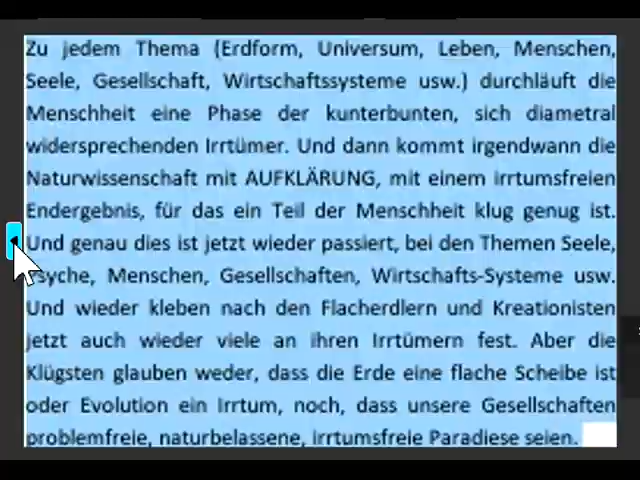 Zu jedem Thema (Erdform, Universum, Leben, Menschen,
Seele, Gesellschaft, Wirtschaftssysteme usw.) durchläuft die
Menschheit eine Phase der kunterbunten, sich diametral
widersprechenden Irrtümer. Und dann kommt irgendwann die
Naturwissenschaft mit AUFKLÄRUNG, mit einem irrtumsfreien
Endergebnis, für das ein Teil der Menschheit klug genug ist.
Und genau dies ist jetzt wieder passiert, bei den Themen Seele,
syche, Menschen, Gesellschaften, Wirtschafts-Systeme usw.
Und wieder kleben nach den Flacherdlern und Kreationisten
jetzt auch wieder viele an ihren Irrtümern fest. Aber die
Klügsten glauben weder, dass die Erde eine flache Scheibe ist
oder Evolution ein Irrtum, noch, dass unsere Gesellschaften
problemfreie, naturbelassene, irrtumsfreie Paradiese seien.